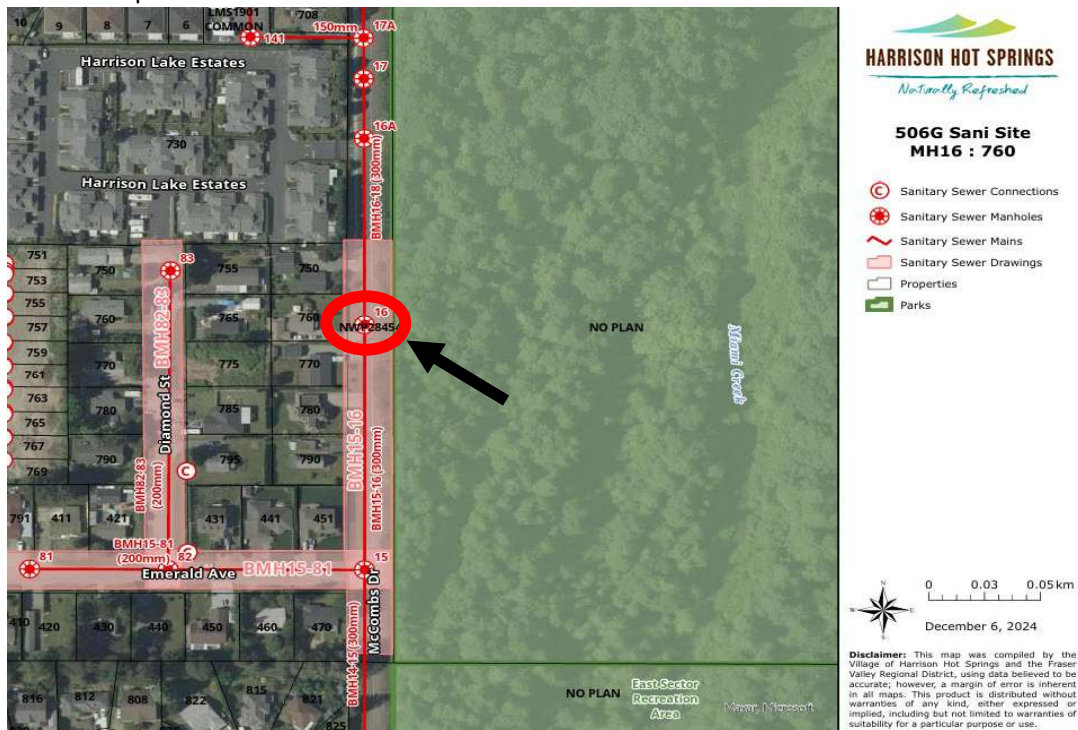 10
9
8
7
6
LMS1901
COMMON
708
150mm
17A
141
Harrison Lake Estates
17
16A
730
Harrison Lake Estates
BMH16-18 (300mm)
751
753
755
757
759
761
763
765
767
769
750
83
755
750
760
765
760
16
NWP28454
NO PLAN
770
775
770
780
785
780
790
795
790
BMH82-83
Diamond St
BMH82-83
(200mm)
BMH15-16
BMH15-16 (300mm)
Miami Creek
C
791
411
421
431
441
451
BMH15-81
(200mm)
81
82
C
15
Emerald Ave
BMH15-81
McCombs Dr
BMH14-15 (300mm)
410
420
430
440
450
460
470
816
812
808
822
815
821
825
NO PLAN
East Sector
Recreation
Area
Maxar, Microsoft
HARRISON HOT SPRINGS
Naturally Refreshed
506G Sani Site
MH16 : 760
C Sanitary Sewer Connections
Sanitary Sewer Manholes
Sanitary Sewer Mains
Sanitary Sewer Drawings
Properties
Parks
N
W
E
S
0 0.03 0.05 km
December 6, 2024
Disclaimer: This map was compiled by the
Village of Harrison Hot Springs and the Fraser
Valley Regional District, using data believed to be
accurate; however, a margin of error is inherent
in all maps. This product is distributed without
warranties of any kind, either expressed or
implied, including but not limited to warranties of
suitability for a particular purpose or use.